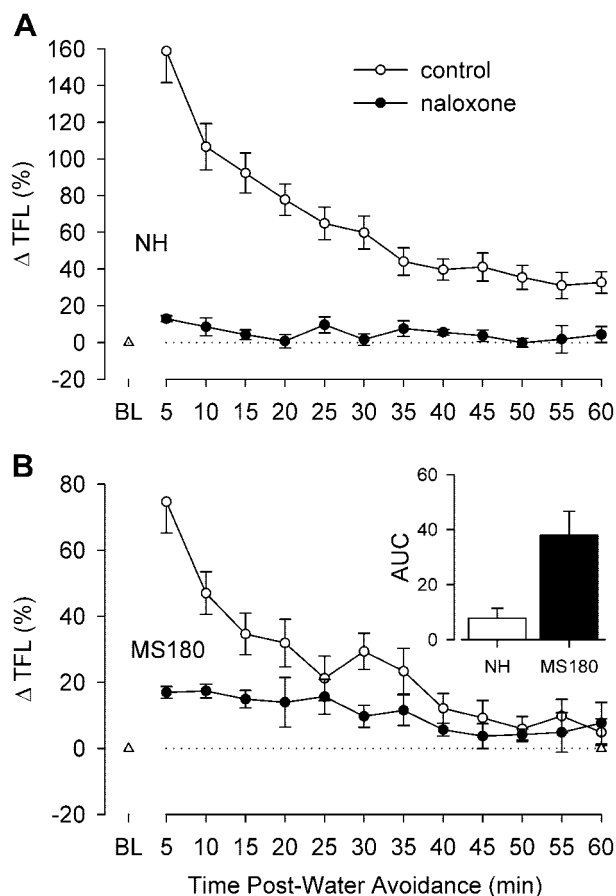 A
160
140
120
100
80
60
40
20
0
-20
Δ TFL (%)
control
naloxone
NH
BL 5 10 15 20 25 30 35 40 45 50 55 60
B
80
60
40
20
0
-20
Δ TFL (%)
MS180
60
40
20
0
AUC
NH MS180
BL 5 10 15 20 25 30 35 40 45 50 55 60
Time Post-Water Avoidance (min)